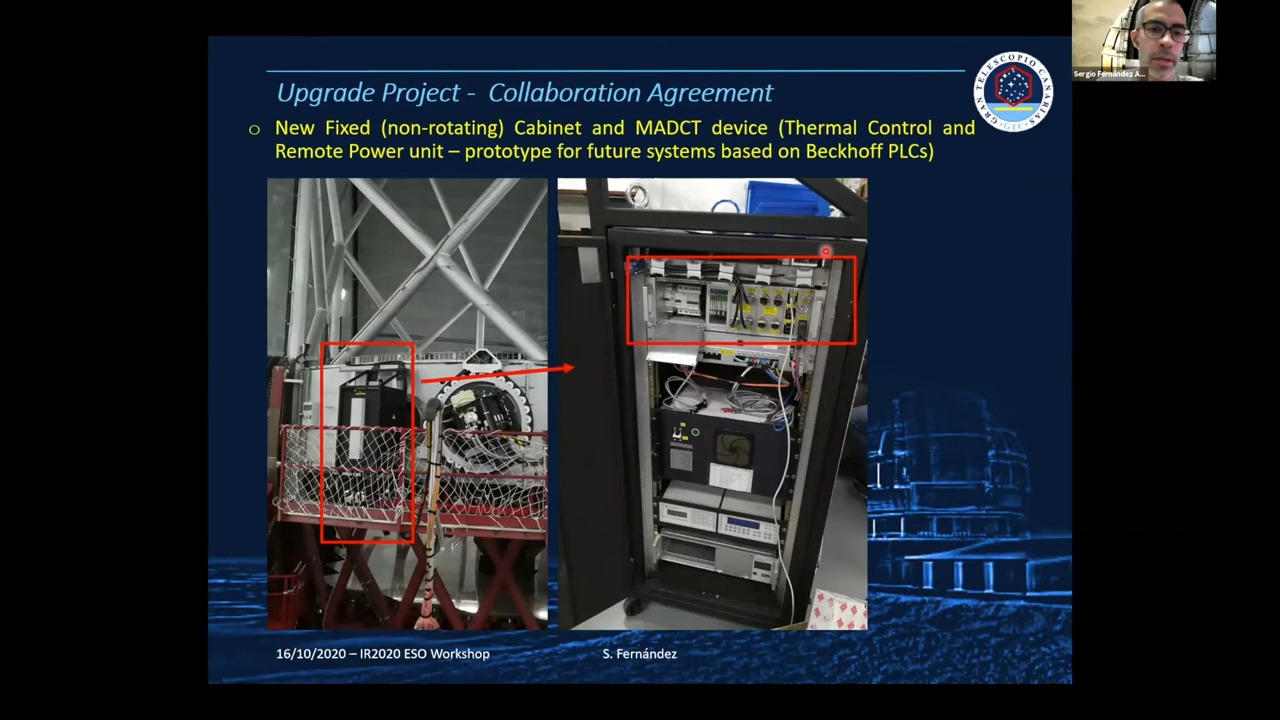 Sergio Fernández A...
Upgrade Project - Collaboration Agreement
GRAN TELESCOPIO CANARIAS
GTC
o New Fixed (non-rotating) Cabinet and MADCT device (Thermal Control and
Remote Power unit – prototype for future systems based on Beckhoff PLCs)
16/10/2020 – IR2020 ESO Workshop
S. Fernández